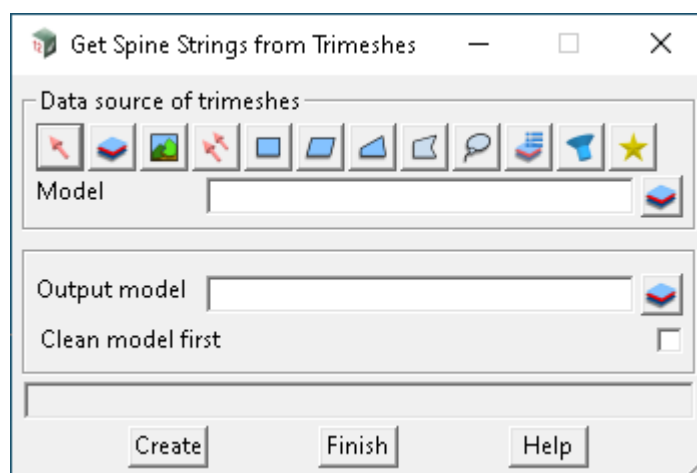 Get Spine Strings from Trimeshes
Data source of trimeshes
Model
Output model
Clean model first
Create Finish Help